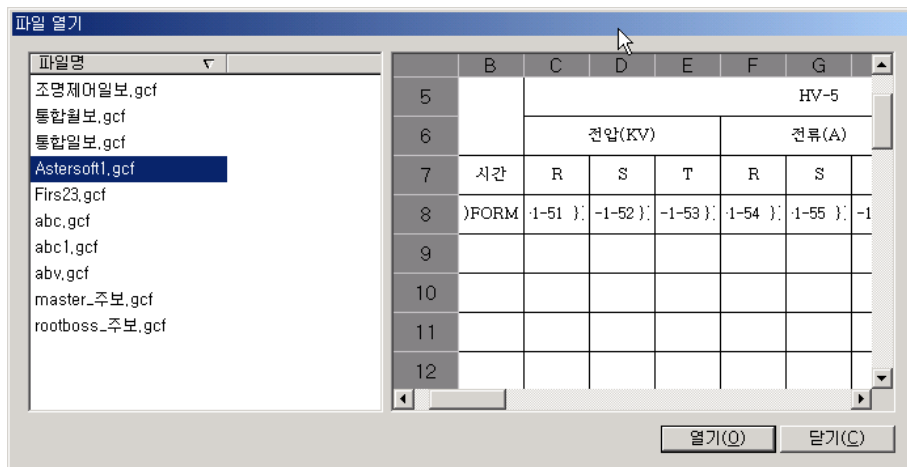 파일 열기
파일명
조명제어일보.gcf
통합월보.gcf
통합일보.gcf
Astersoft1.gcf
Firs23.gcf
abc.gcf
abc1.gcf
abv.gcf
master_주보.gcf
rootboss_주보.gcf
B C D E F G
5 HV-5
6 전압(KV) 전류(A)
7 시간 R S T R S
8 )FORM -1-51 } -1-52 } -1-53 } -1-54 } -1-55 } -1
9
10
11
12
열기(O) 닫기(C)